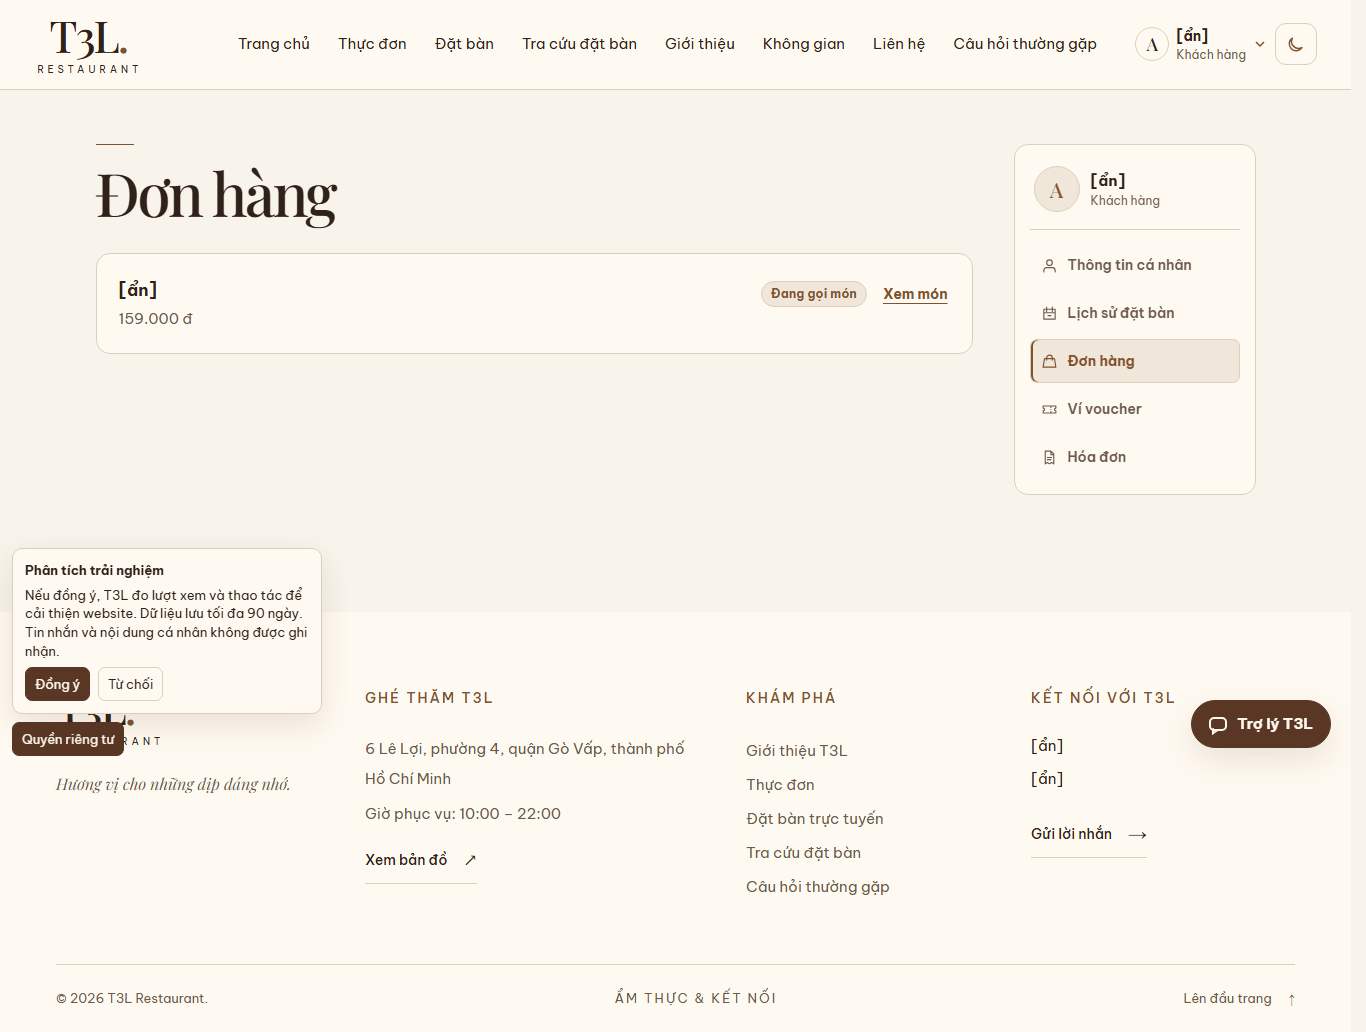 T3L.
RESTAURANT
Trang chủ
Thực đơn
Đặt bàn
Tra cứu đặt bàn
Giới thiệu
Không gian
Liên hệ
Câu hỏi thường gặp
A
[ẩn]
Khách hàng
Đơn hàng
[ẩn]
159.000 đ
Đang gọi món
Xem món
A
[ẩn]
Khách hàng
Thông tin cá nhân
Lịch sử đặt bàn
Đơn hàng
Ví voucher
Hóa đơn
Phân tích trải nghiệm
Nếu đồng ý, T3L đo lượt xem và thao tác để
cải thiện website. Dữ liệu lưu tối đa 90 ngày.
Tin nhắn và nội dung cá nhân không được ghi
nhận.
Đồng ý
Từ chối
Quyền riêng tư
Hương vị cho những dịp đáng nhớ.
GHÉ THĂM T3L
6 Lê Lợi, phường 4, quận Gò Vấp, thành phố
Hồ Chí Minh
Giờ phục vụ: 10:00 – 22:00
Xem bản đồ ↗
KHÁM PHÁ
Giới thiệu T3L
Thực đơn
Đặt bàn trực tuyến
Tra cứu đặt bàn
Câu hỏi thường gặp
KẾT NỐI VỚI T3L
[ẩn]
[ẩn]
Gửi lời nhắn →
Trợ lý T3L
© 2026 T3L Restaurant.
ẨM THỰC & KẾT NỐI
Lên đầu trang ↑